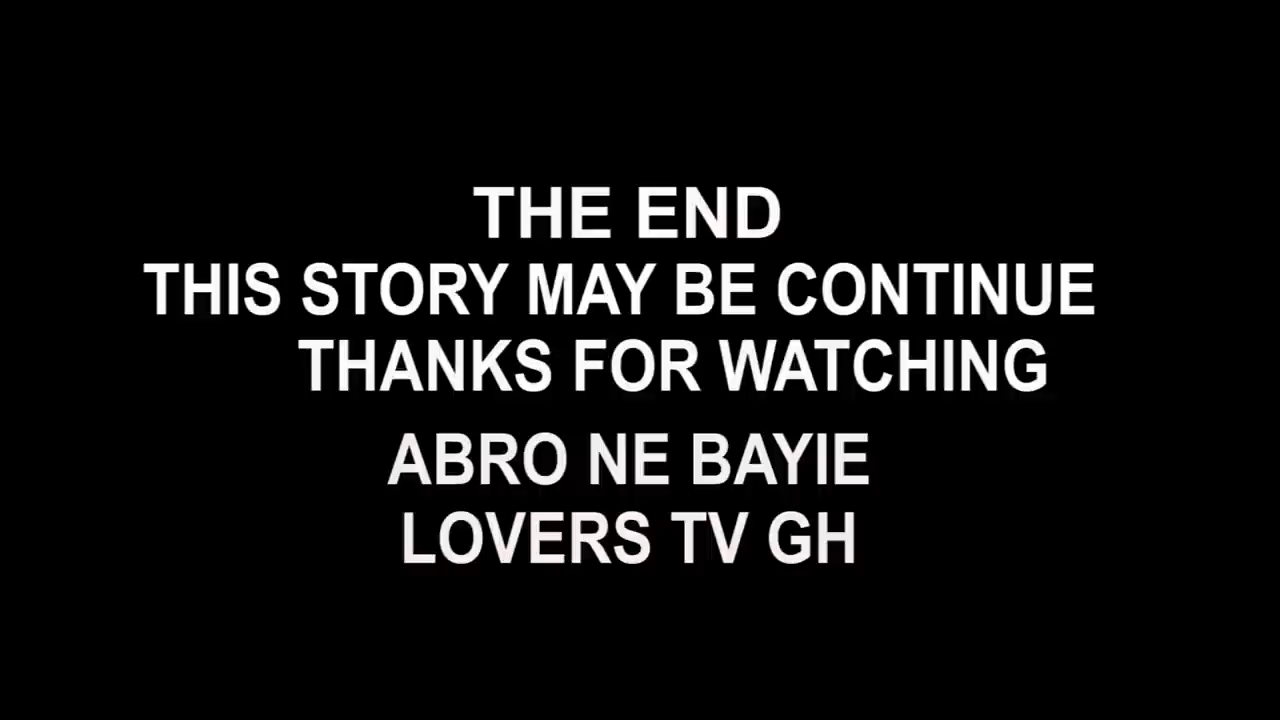 THE END
THIS STORY MAY BE CONTINUE
THANKS FOR WATCHING
ABRO NE BAYIE
LOVERS TV GH